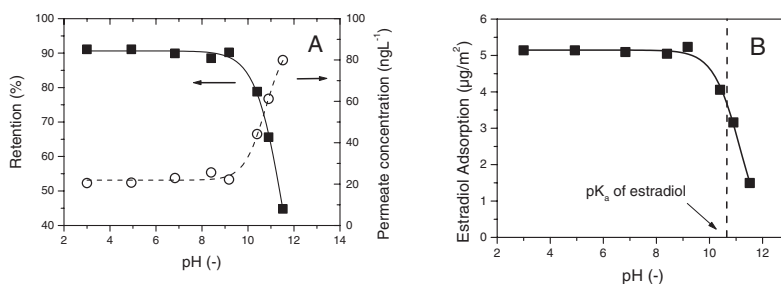 A
Retention (%)
100
90
80
70
60
50
40
100
80
60
40
20
0
Permeate concentration (ngL⁻¹)
2 4 6 8 10 12 14
pH (-)
B
Estradiol Adsorption (μg/m²)
6
5
4
3
2
1
0
pKₐ of estradiol
2 4 6 8 10 12
pH (-)